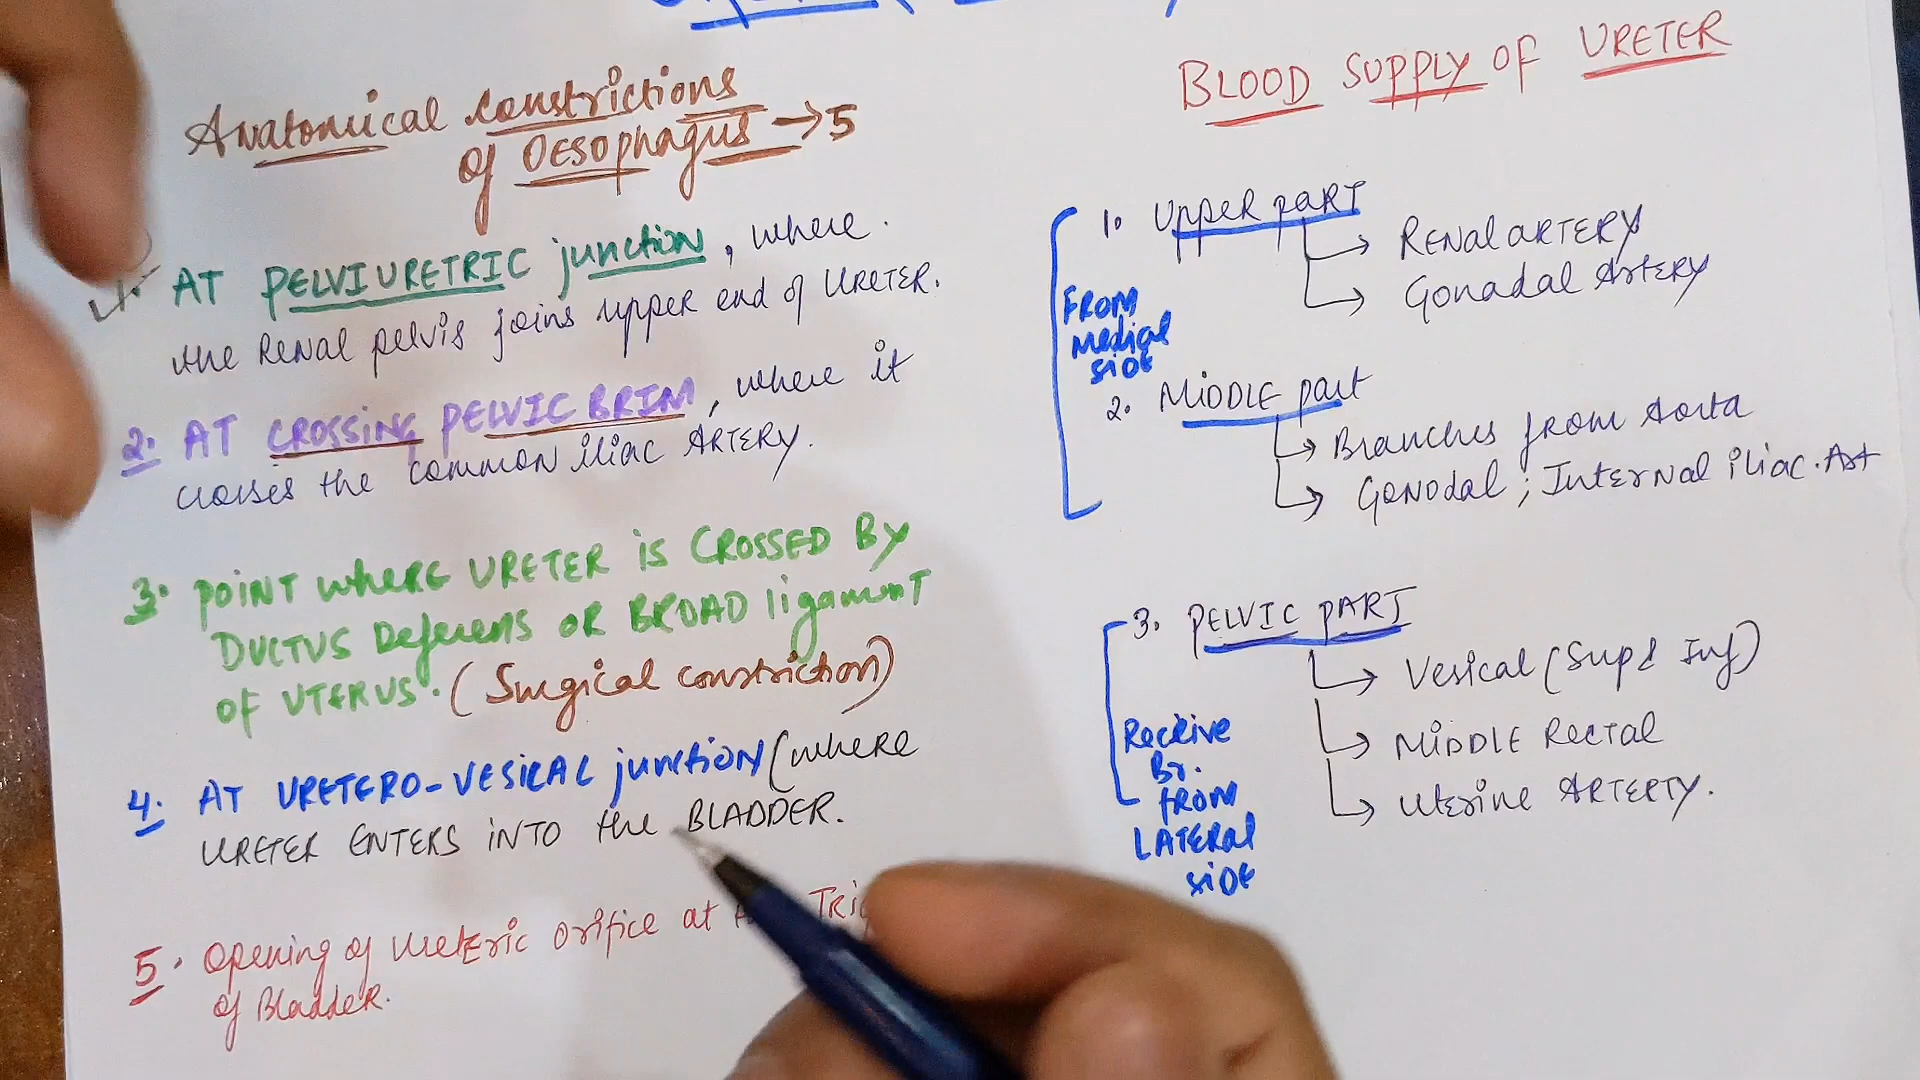 Anatomical constrictions
of OESophagus → 5
1. AT PELVIURETRIC junction, where
the Renal pelvis joins upper end of URETER.
2. AT CROSSING PELVIC BRIM, where it
crosses the common iliac ARTERY.
3. POINT where URETER is CROSSED BY
DUCTUS Deferens OR BROAD ligament
OF UTERUS. (Surgical constriction)
4. AT URETERO-VESICAL junction (where
URETER ENTERS INTO the BLADDER.
5. Opening of Ureteric orifice at
of Bladder.
BLOOD SUPPLY OF URETER
1. Upper part
→ RENal ARTERY
→ Gonadal Artery
FROM
Medical
side
2. MiDDLE part
→ Branches from Aorta
→ GONOdal ; Internal iliac. Art
3. PELVIC PART
→ Vesical (Sup & Inf)
→ MiDDLE Rectal
→ Uterine ARTERTY.
Receive
Br.
from
LATERal
side